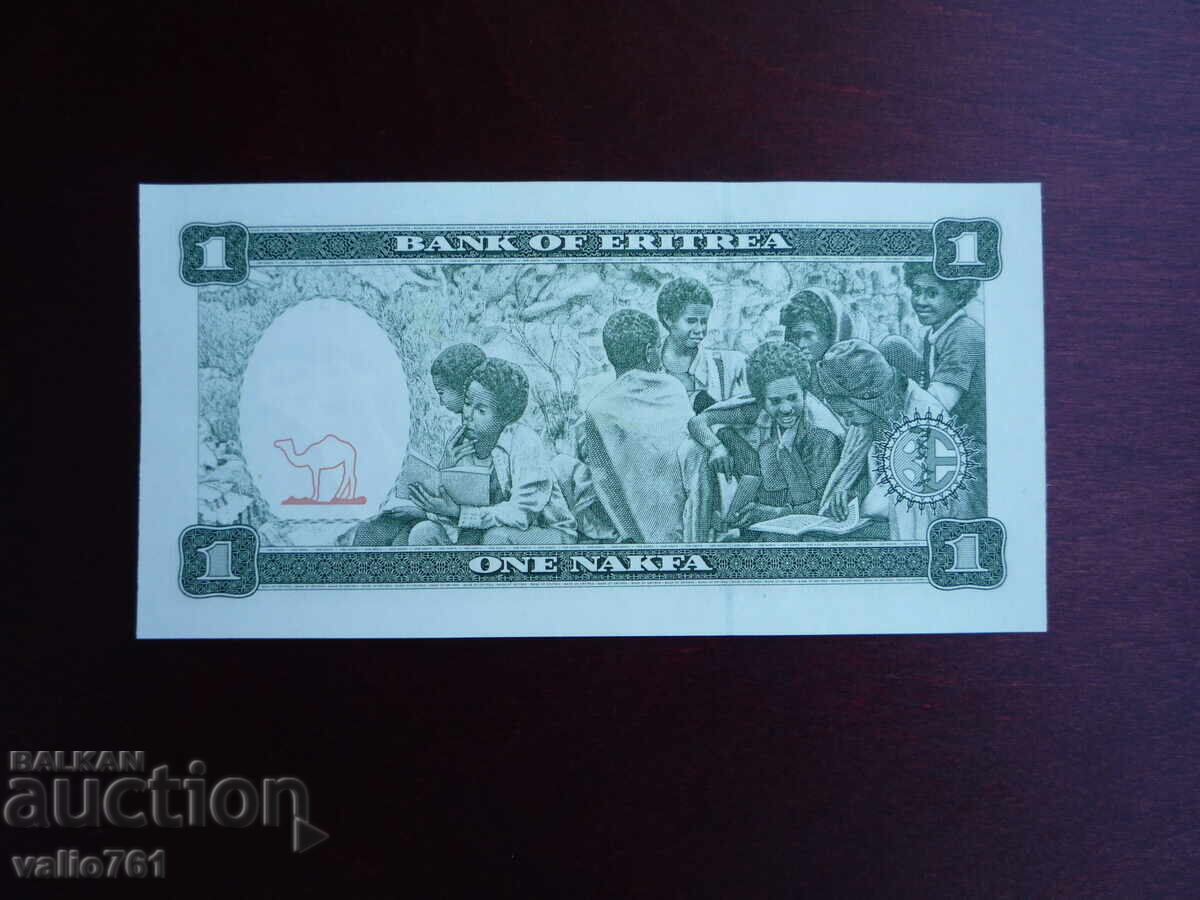 1 BANK OF ERITREA 1
1 ONE NAKFA 1
BALKAN
auction
valio761